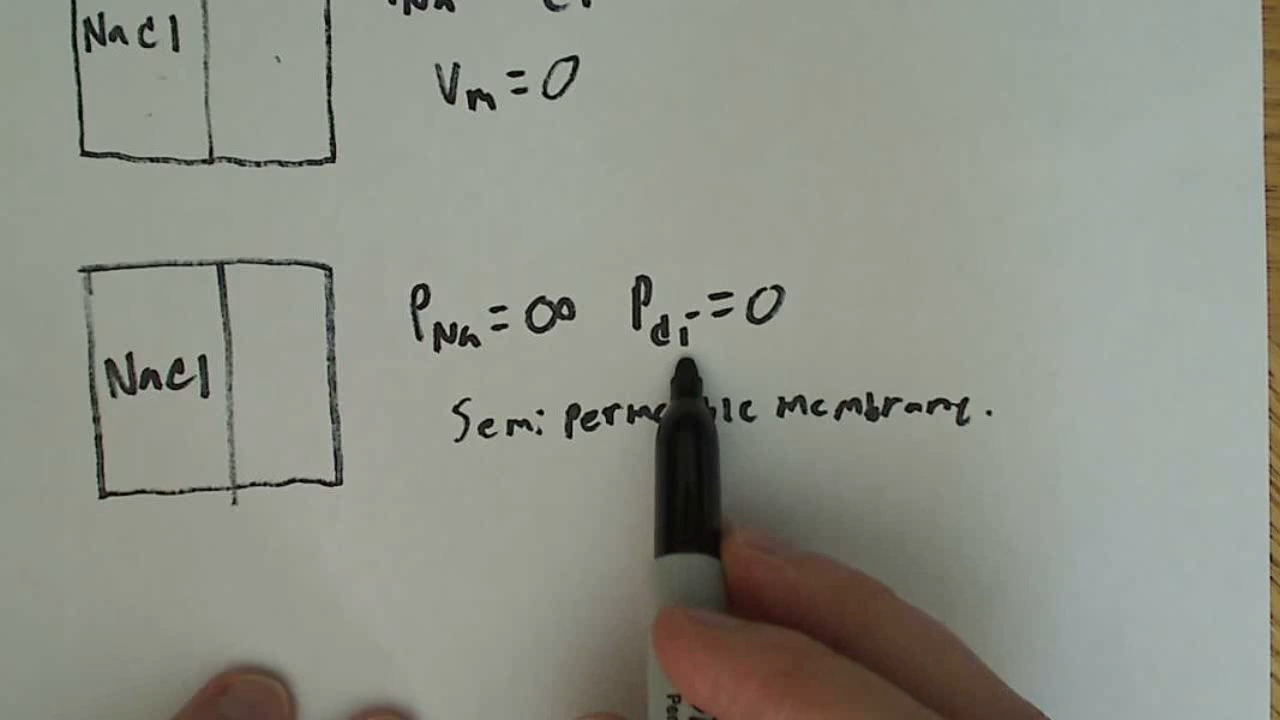 NaCl
Vm = 0
NaCl
PNa = ∞ PCl- = 0
Semi membrane.